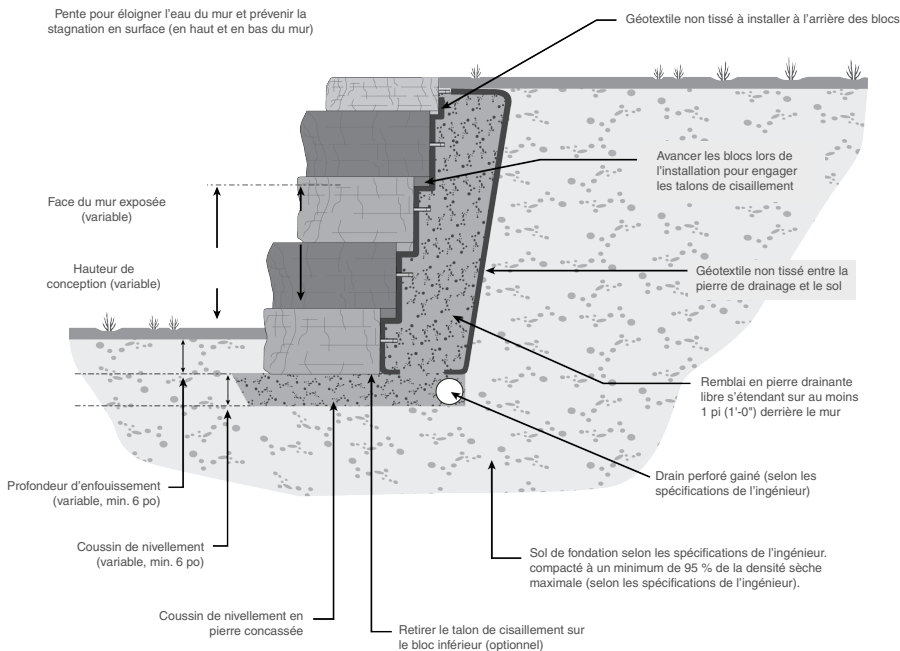 Pente pour éloigner l'eau du mur et prévenir la
stagnation en surface (en haut et en bas du mur)
Géotextile non tissé à installer à l'arrière des blocs
Avancer les blocs lors de
l'installation pour engager
les talons de cisaillement
Face du mur exposée
(variable)
Hauteur de
conception (variable)
Géotextile non tissé entre la
pierre de drainage et le sol
Remblai en pierre drainante
libre s'étendant sur au moins
1 pi (1'-0") derrière le mur
Drain perforé gainé (selon les
spécifications de l'ingénieur)
Profondeur d'enfouissement
(variable, min. 6 po)
Coussin de nivellement
(variable, min. 6 po)
Sol de fondation selon les spécifications de l'ingénieur.
compacté à un minimum de 95 % de la densité sèche
maximale (selon les spécifications de l'ingénieur).
Coussin de nivellement en
pierre concassée
Retirer le talon de cisaillement sur
le bloc inférieur (optionnel)